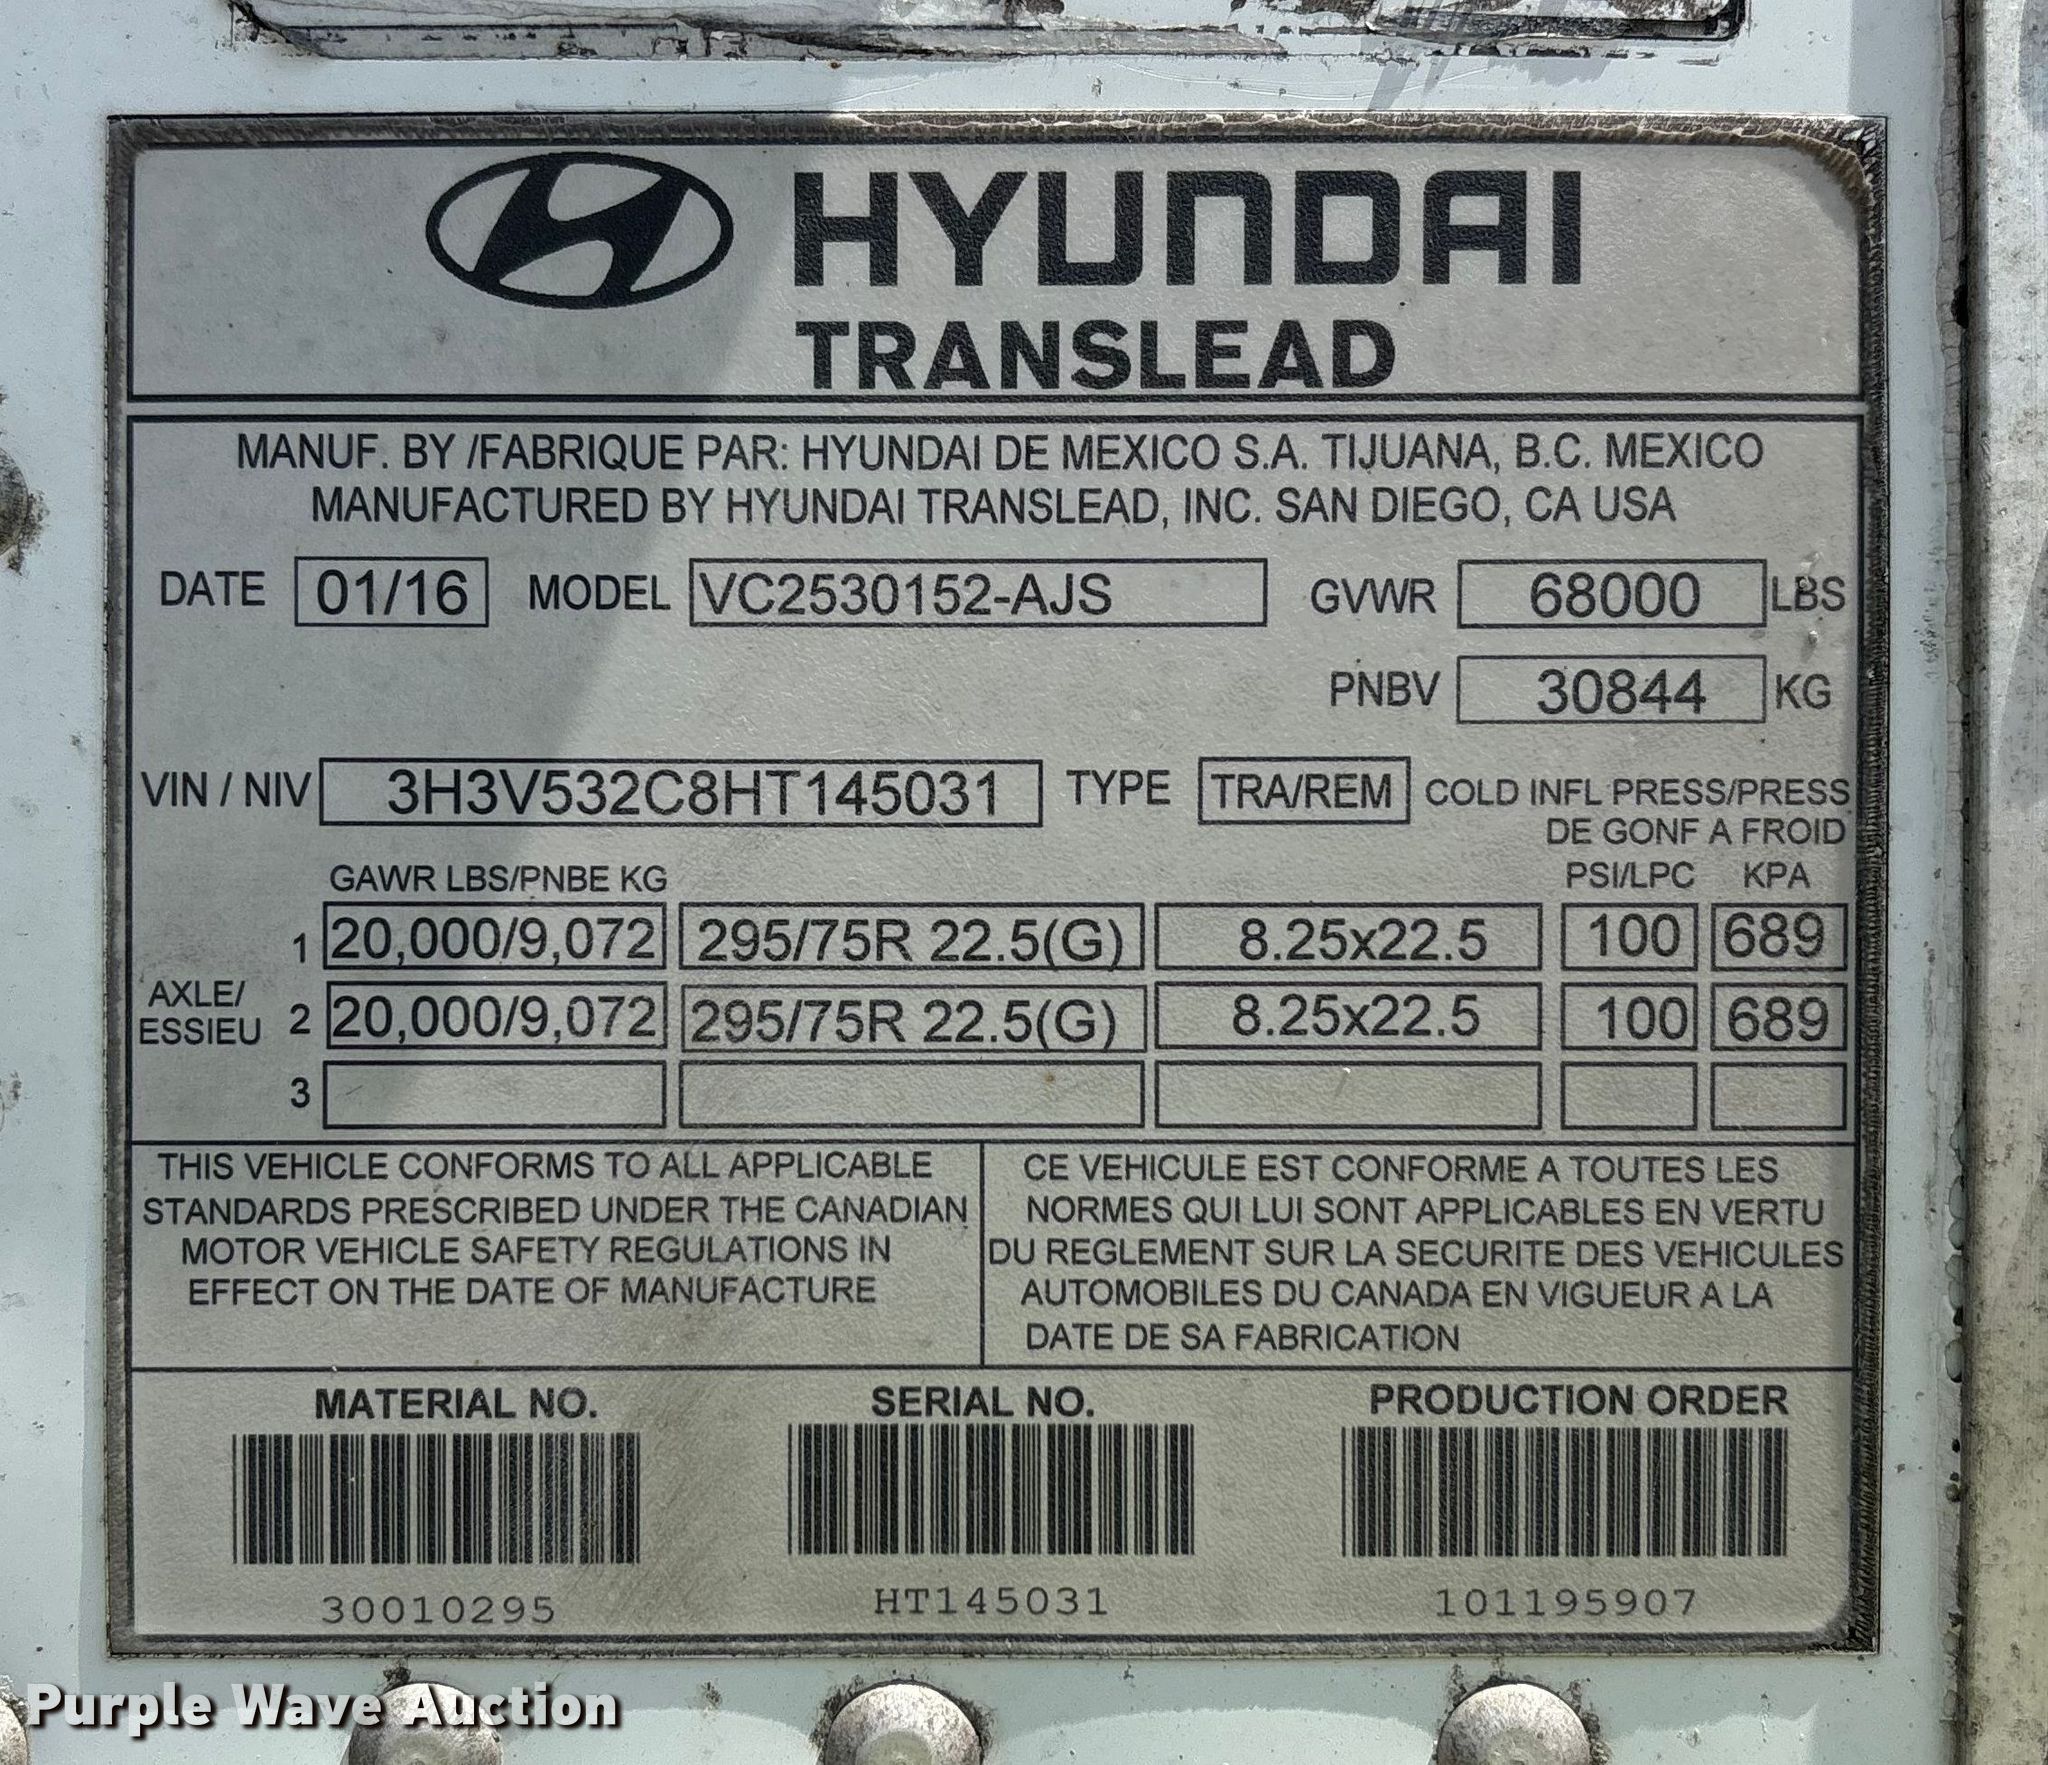 HYUNDAI
TRANSLEAD
MANUF. BY /FABRIQUE PAR: HYUNDAI DE MEXICO S.A. TIJUANA, B.C. MEXICO
MANUFACTURED BY HYUNDAI TRANSLEAD, INC. SAN DIEGO, CA USA
DATE 01/16 MODEL VC2530152-AJS GVWR 68000 LBS
PNBV 30844 KG
VIN / NIV 3H3V532C8HT145031 TYPE TRA/REM COLD INFL PRESS/PRESS
DE GONF A FROID
GAWR LBS/PNBE KG PSI/LPC KPA
1 20,000/9,072 295/75R 22.5(G) 8.25x22.5 100 689
AXLE/
ESSIEU 2 20,000/9,072 295/75R 22.5(G) 8.25x22.5 100 689
3
THIS VEHICLE CONFORMS TO ALL APPLICABLE
STANDARDS PRESCRIBED UNDER THE CANADIAN
MOTOR VEHICLE SAFETY REGULATIONS IN
EFFECT ON THE DATE OF MANUFACTURE
CE VEHICULE EST CONFORME A TOUTES LES
NORMES QUI LUI SONT APPLICABLES EN VERTU
DU REGLEMENT SUR LA SECURITE DES VEHICULES
AUTOMOBILES DU CANADA EN VIGUEUR A LA
DATE DE SA FABRICATION
MATERIAL NO. SERIAL NO. PRODUCTION ORDER
30010295 HT145031 101195907
Purple Wave Auction